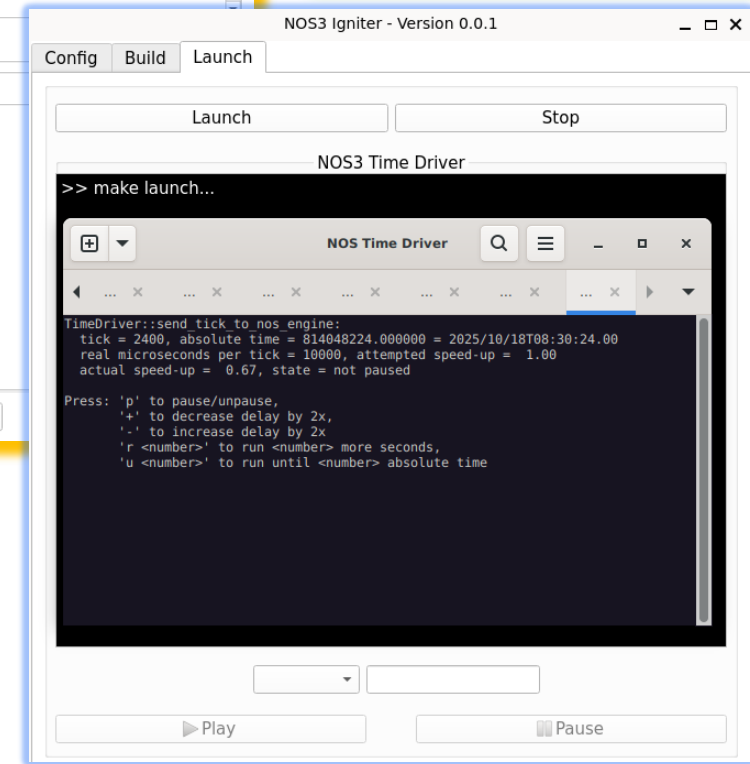 NOS3 Igniter - Version 0.0.1
Config Build Launch
Launch Stop
NOS3 Time Driver
>> make launch...
NOS Time Driver
... ... ... ... ... ... ...
TimeDriver::send_tick_to_nos_engine:
tick = 2400, absolute time = 814048224.000000 = 2025/10/18T08:30:24.00
real microseconds per tick = 10000, attempted speed-up =  1.00
actual speed-up =  0.67, state = not paused
Press: 'p' to pause/unpause,
'+' to decrease delay by 2x,
'-' to increase delay by 2x
'r <number>' to run <number> more seconds,
'u <number>' to run until <number> absolute time
Play Pause